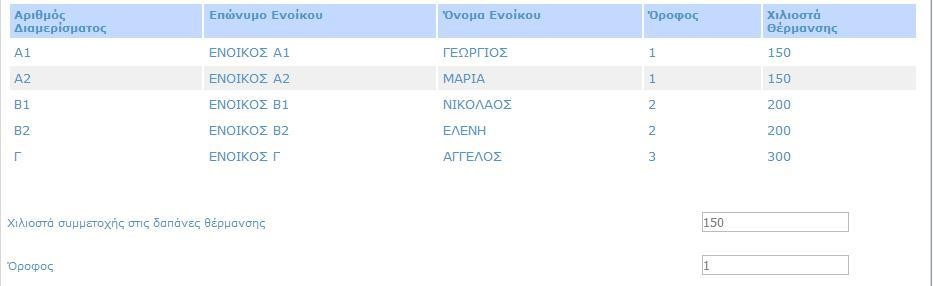 Αριθμός Διαμερίσματος Επώνυμο Ενοίκου Όνομα Ενοίκου Όροφος Χιλιοστά Θέρμανσης
Α1 ΕΝΟΙΚΟΣ Α1 ΓΕΩΡΓΙΟΣ 1 150
Α2 ΕΝΟΙΚΟΣ Α2 ΜΑΡΙΑ 1 150
Β1 ΕΝΟΙΚΟΣ Β1 ΝΙΚΟΛΑΟΣ 2 200
Β2 ΕΝΟΙΚΟΣ Β2 ΕΛΕΝΗ 2 200
Γ ΕΝΟΙΚΟΣ Γ ΑΓΓΕΛΟΣ 3 300
Χιλιοστά συμμετοχής στις δαπάνες θέρμανσης 150
Όροφος 1